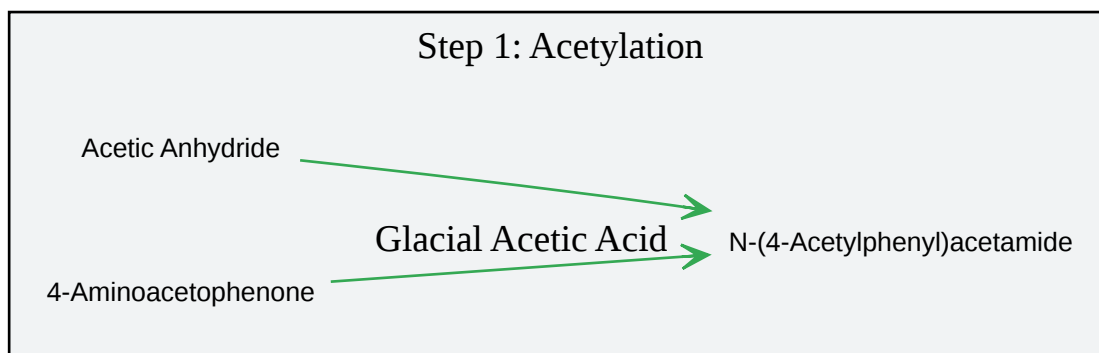 Step 1: Acetylation
Acetic Anhydride
Glacial Acetic Acid
N-(4-Acetylphenyl)acetamide
4-Aminoacetophenone